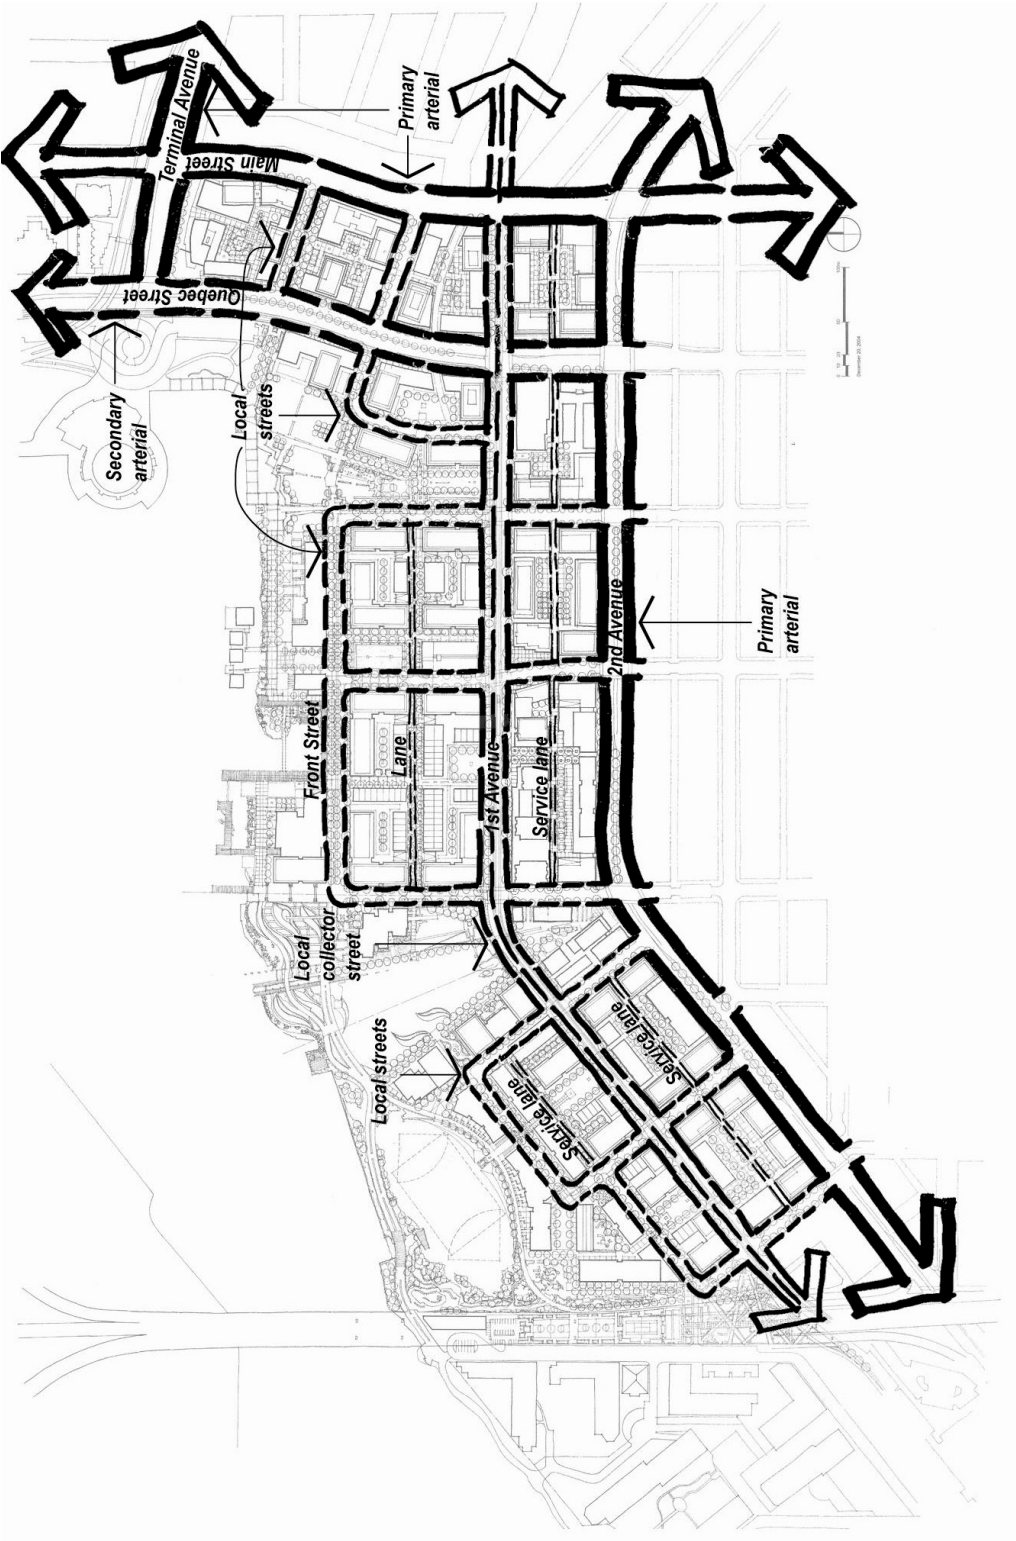 Terminal Avenue
Main Street
Primary
arterial
Quebec Street
Secondary
arterial
Local
streets
Front Street
Lane
1st Avenue
Service lane
2nd Avenue
Primary
arterial
Local
collector
street
Local streets
Service lane
Service lane